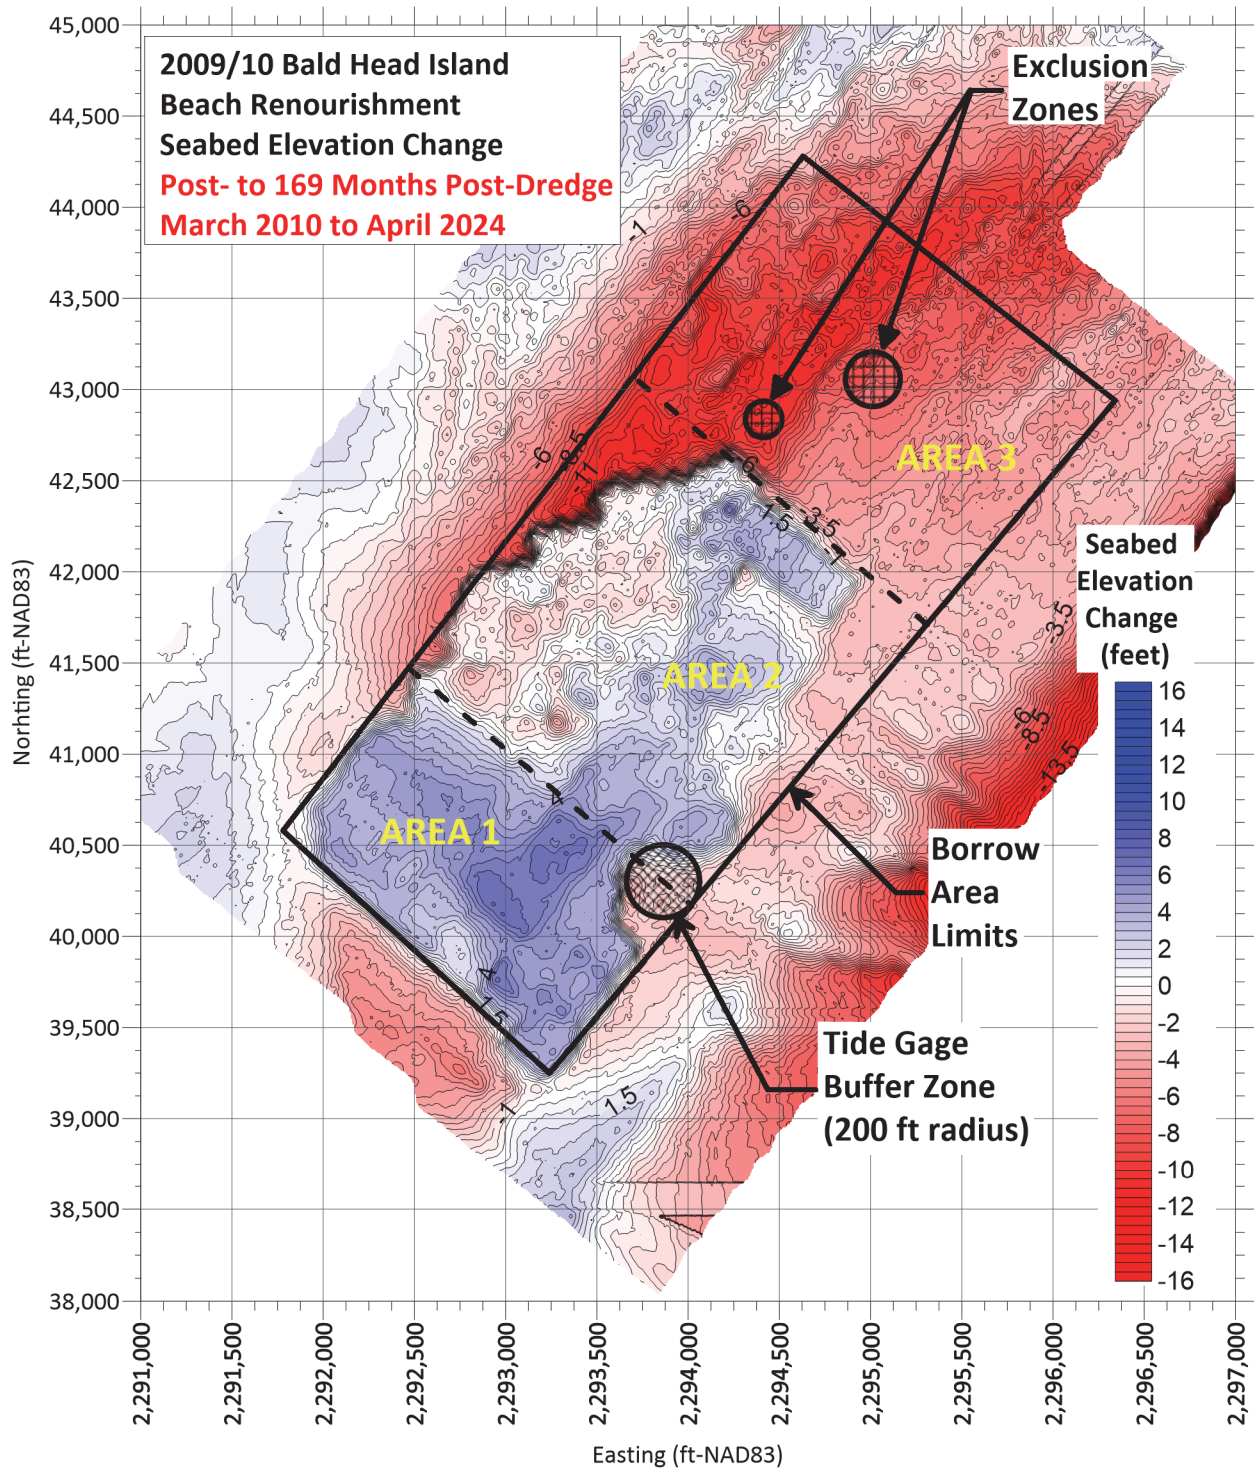 45,000
44,500
44,000
43,500
43,000
42,500
42,000
41,500
41,000
40,500
40,000
39,500
39,000
38,500
38,000
Norhting (ft-NAD83)
2009/10 Bald Head Island
Beach Renourishment
Seabed Elevation Change
Post- to 169 Months Post-Dredge
March 2010 to April 2024
Exclusion
Zones
-1
-6
-6
-8.5
-11
-6
1.5
-3.5
-1
AREA 3
AREA 2
AREA 1
4
4
1.5
-1
1.5
-3.5
-6
-8.5
-13.5
Borrow
Area
Limits
Tide Gage
Buffer Zone
(200 ft radius)
Seabed
Elevation
Change
(feet)
16
14
12
10
8
6
4
2
0
-2
-4
-6
-8
-10
-12
-14
-16
2,291,000
2,291,500
2,292,000
2,292,500
2,293,000
2,293,500
2,294,000
2,294,500
2,295,000
2,295,500
2,296,000
2,296,500
2,297,000
Easting (ft-NAD83)